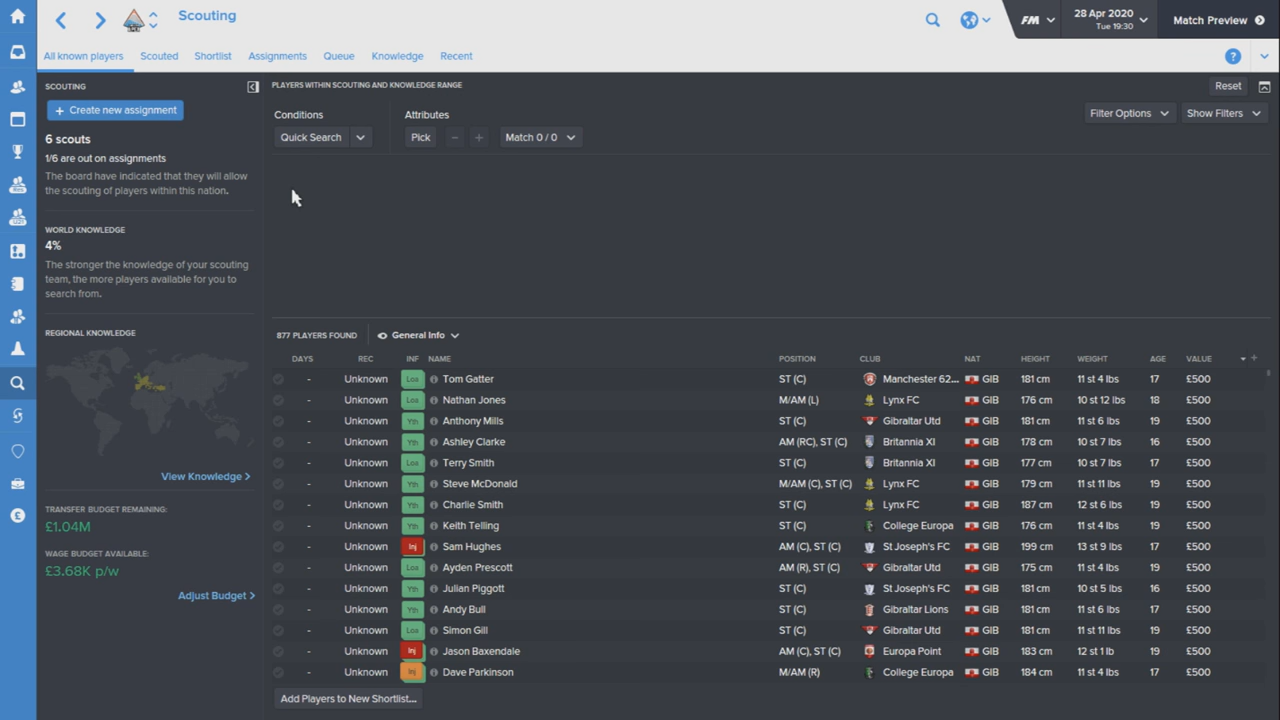 Scouting
FM
28 Apr 2020
Tue 19:30
Match Preview
All known players Scouted Shortlist Assignments Queue Knowledge Recent
?
SCOUTING
+ Create new assignment
6 scouts
1/6 are out on assignments
The board have indicated that they will allow
the scouting of players within this nation.
WORLD KNOWLEDGE
4%
The stronger the knowledge of your scouting
team, the more players available for you to
search from.
REGIONAL KNOWLEDGE
View Knowledge >
TRANSFER BUDGET REMAINING:
£1.04M
WAGE BUDGET AVAILABLE:
£3.68K p/w
Adjust Budget >
PLAYERS WITHIN SCOUTING AND KNOWLEDGE RANGE
Reset
Conditions Attributes
Filter Options Show Filters
Quick Search Pick − + Match 0 / 0
877 PLAYERS FOUND General Info
DAYS REC INF NAME POSITION CLUB NAT HEIGHT WEIGHT AGE VALUE
- Unknown Loa Tom Gatter ST (C) Manchester 62... GIB 181 cm 11 st 4 lbs 17 £500
- Unknown Loa Nathan Jones M/AM (L) Lynx FC GIB 176 cm 10 st 12 lbs 18 £500
- Unknown Yth Anthony Mills ST (C) Gibraltar Utd GIB 181 cm 11 st 6 lbs 19 £500
- Unknown Yth Ashley Clarke AM (RC), ST (C) Britannia XI GIB 178 cm 10 st 7 lbs 16 £500
- Unknown Loa Terry Smith ST (C) Britannia XI GIB 177 cm 10 st 7 lbs 17 £500
- Unknown Yth Steve McDonald M/AM (C), ST (C) Lynx FC GIB 179 cm 11 st 11 lbs 19 £500
- Unknown Yth Charlie Smith ST (C) Lynx FC GIB 187 cm 12 st 6 lbs 19 £500
- Unknown Yth Keith Telling ST (C) College Europa GIB 176 cm 11 st 4 lbs 19 £500
- Unknown Inj Sam Hughes AM (C), ST (C) St Joseph's FC GIB 199 cm 13 st 9 lbs 17 £500
- Unknown Loa Ayden Prescott AM (R), ST (C) Gibraltar Utd GIB 175 cm 11 st 4 lbs 19 £500
- Unknown Yth Julian Piggott ST (C) St Joseph's FC GIB 181 cm 10 st 5 lbs 16 £500
- Unknown Yth Andy Bull ST (C) Gibraltar Lions GIB 181 cm 11 st 6 lbs 17 £500
- Unknown Loa Simon Gill ST (C) Gibraltar Utd GIB 181 cm 11 st 11 lbs 19 £500
- Unknown Inj Jason Baxendale AM (C), ST (C) Europa Point GIB 183 cm 12 st 1 lb 17 £500
- Unknown Inj Dave Parkinson M/AM (R) College Europa GIB 184 cm 11 st 4 lbs 19 £500
Add Players to New Shortlist...